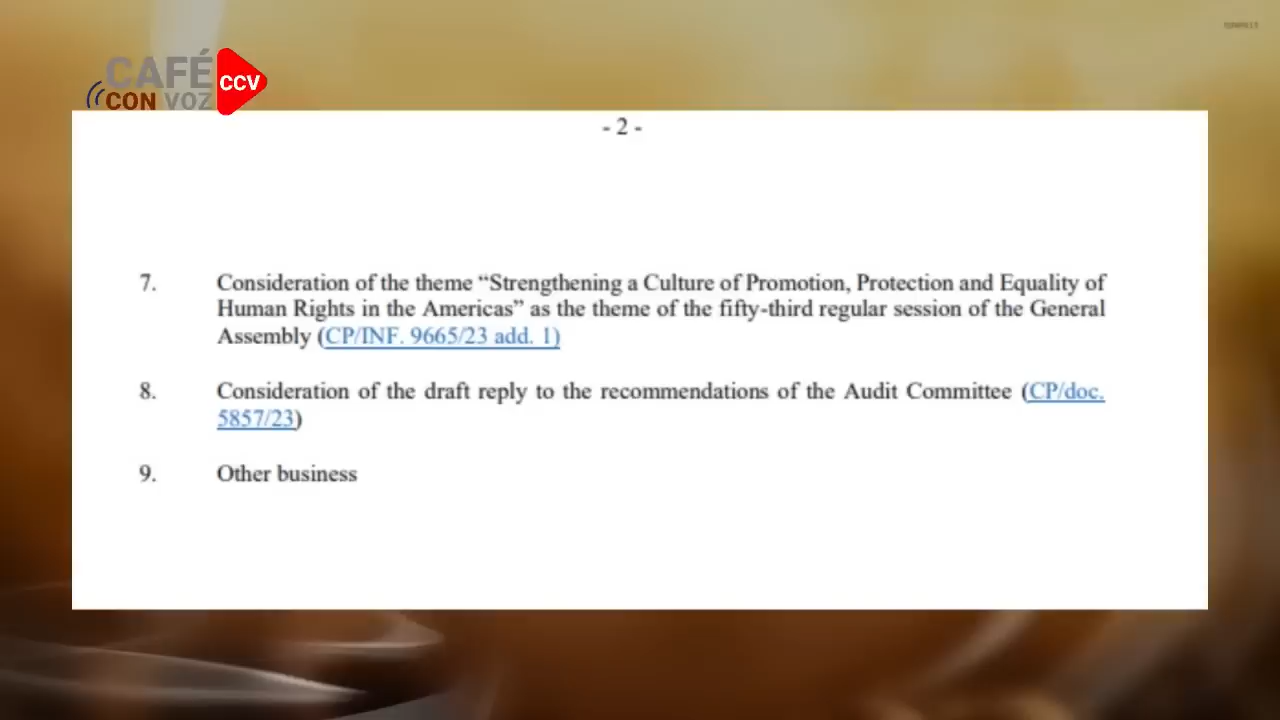 CAFÉ
CON VOZ
CCV
- 2 -
7. Consideration of the theme “Strengthening a Culture of Promotion, Protection and Equality of
Human Rights in the Americas” as the theme of the fifty-third regular session of the General
Assembly (CP/INF. 9665/23 add. 1)
8. Consideration of the draft reply to the recommendations of the Audit Committee (CP/doc.
5857/23)
9. Other business